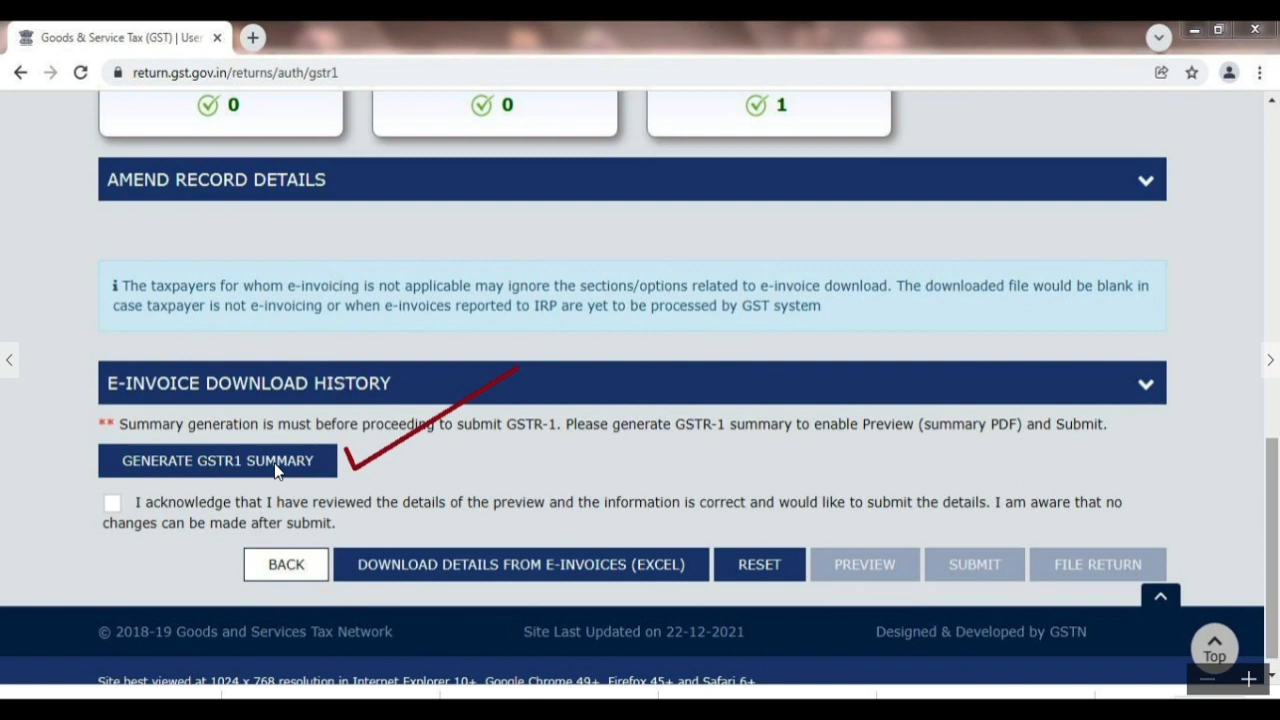 Goods & Service Tax (GST) | User
return.gst.gov.in/returns/auth/gstr1
0
0
1
AMEND RECORD DETAILS
The taxpayers for whom e-invoicing is not applicable may ignore the sections/options related to e-invoice download. The downloaded file would be blank in
case taxpayer is not e-invoicing or when e-invoices reported to IRP are yet to be processed by GST system
E-INVOICE DOWNLOAD HISTORY
** Summary generation is must before proceeding to submit GSTR-1. Please generate GSTR-1 summary to enable Preview (summary PDF) and Submit.
GENERATE GSTR1 SUMMARY
I acknowledge that I have reviewed the details of the preview and the information is correct and would like to submit the details. I am aware that no
changes can be made after submit.
BACK
DOWNLOAD DETAILS FROM E-INVOICES (EXCEL)
RESET
PREVIEW
SUBMIT
FILE RETURN
© 2018-19 Goods and Services Tax Network
Site Last Updated on 22-12-2021
Designed & Developed by GSTN
Top
Site best viewed at 1024 x 768 resolution in Internet Explorer 10+, Google Chrome 49+, Firefox 45+ and Safari 6+